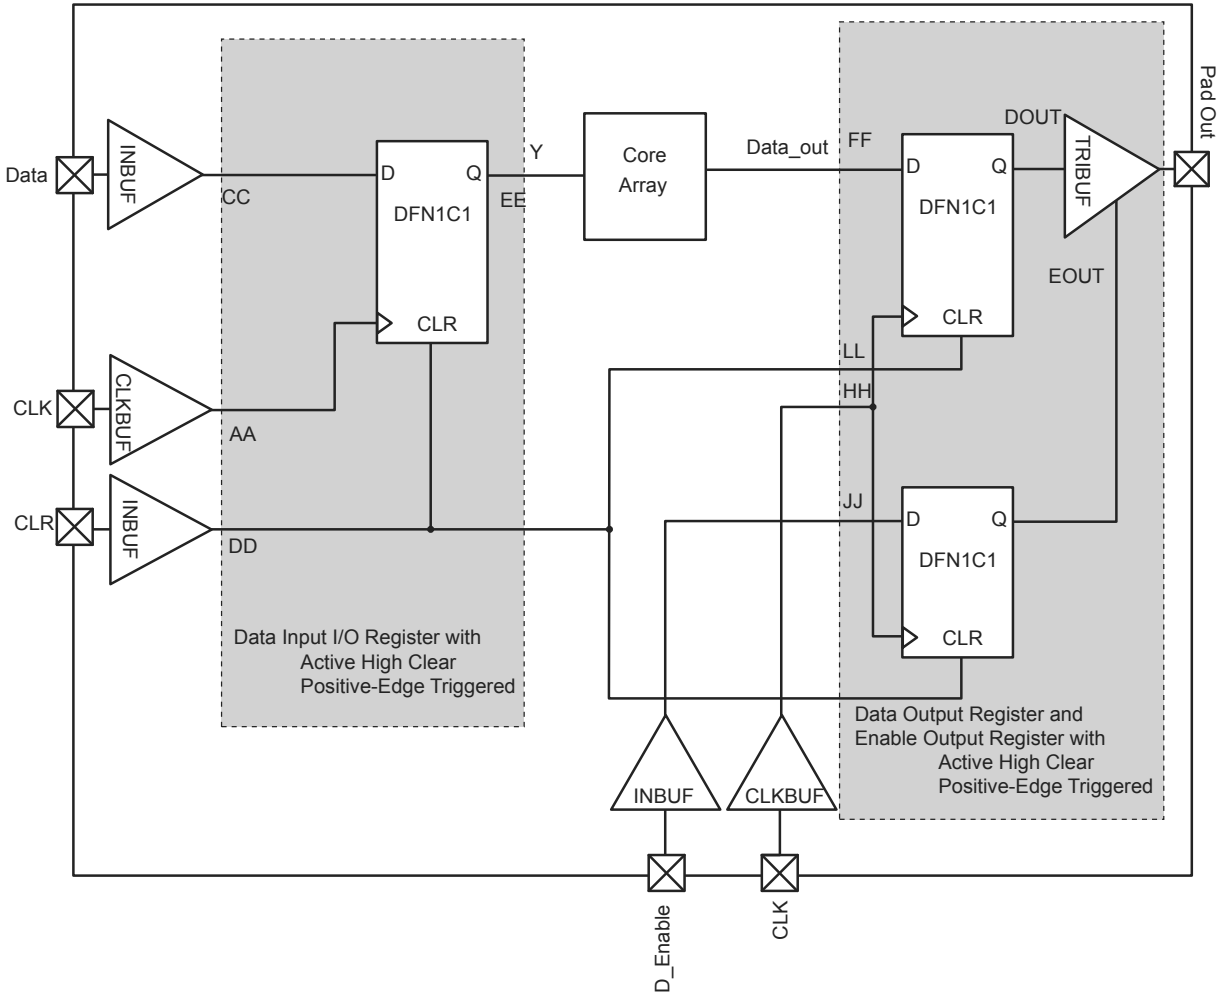 Data
INBUF
CC
D
Q
DFN1C1
CLR
Y
EE
Core
Array
Data_out
FF
D
Q
DFN1C1
CLR
DOUT
TRIBUF
Pad Out
EOUT
CLK
CLKBUF
AA
CLR
INBUF
DD
LL
HH
JJ
D
Q
DFN1C1
CLR
Data Input I/O Register with
Active High Clear
Positive-Edge Triggered
Data Output Register and
Enable Output Register with
Active High Clear
Positive-Edge Triggered
INBUF
CLKBUF
D_Enable
CLK